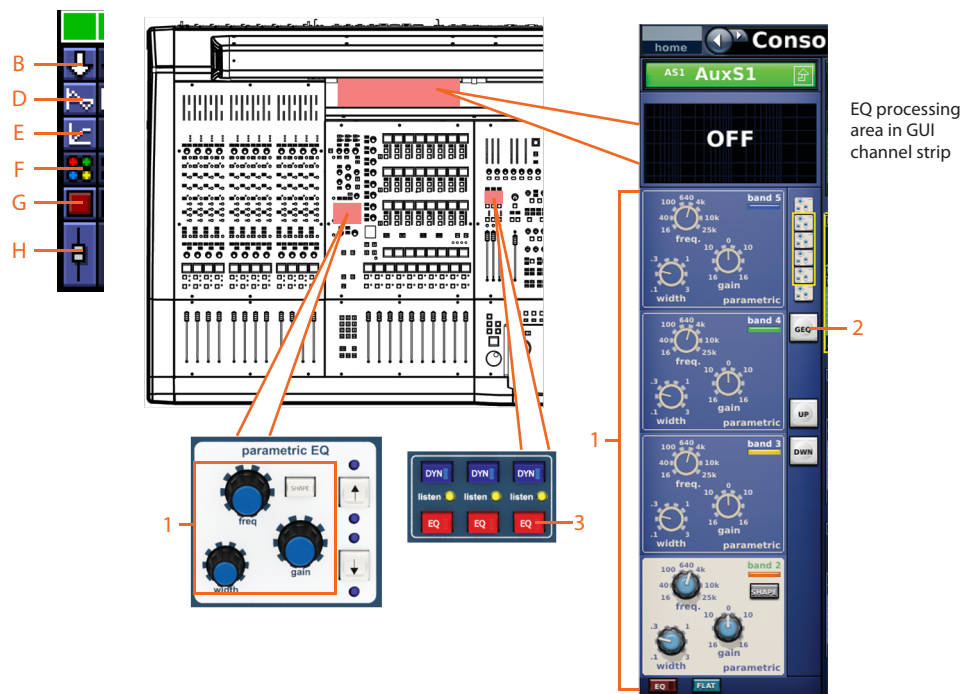 B
D
E
F
G
H
home
Conso
AS1 AuxS1
OFF
EQ processing
area in GUI
channel strip
band 5
640
100 4k
40 10k
16 25k
freq.
0
10 10
.3 1
.1 3
16 16
width
gain
parametric
GEQ
2
band 4
640
100 4k
40 10k
16 25k
freq.
0
10 10
.3 1
.1 3
16 16
width
gain
parametric
UP
1
DWN
band 3
640
100 4k
40 10k
16 25k
freq.
0
10 10
.3 1
.1 3
16 16
width
gain
parametric
band 2
640
100 4k
40 10k
16 25k
freq.
SHAPE
0
10 10
.3 1
.1 3
16 16
width
gain
parametric
EQ
FLAT
parametric EQ
SHAPE
freq
1
gain
width
DYN DYN DYN
listen listen listen
EQ EQ EQ
3